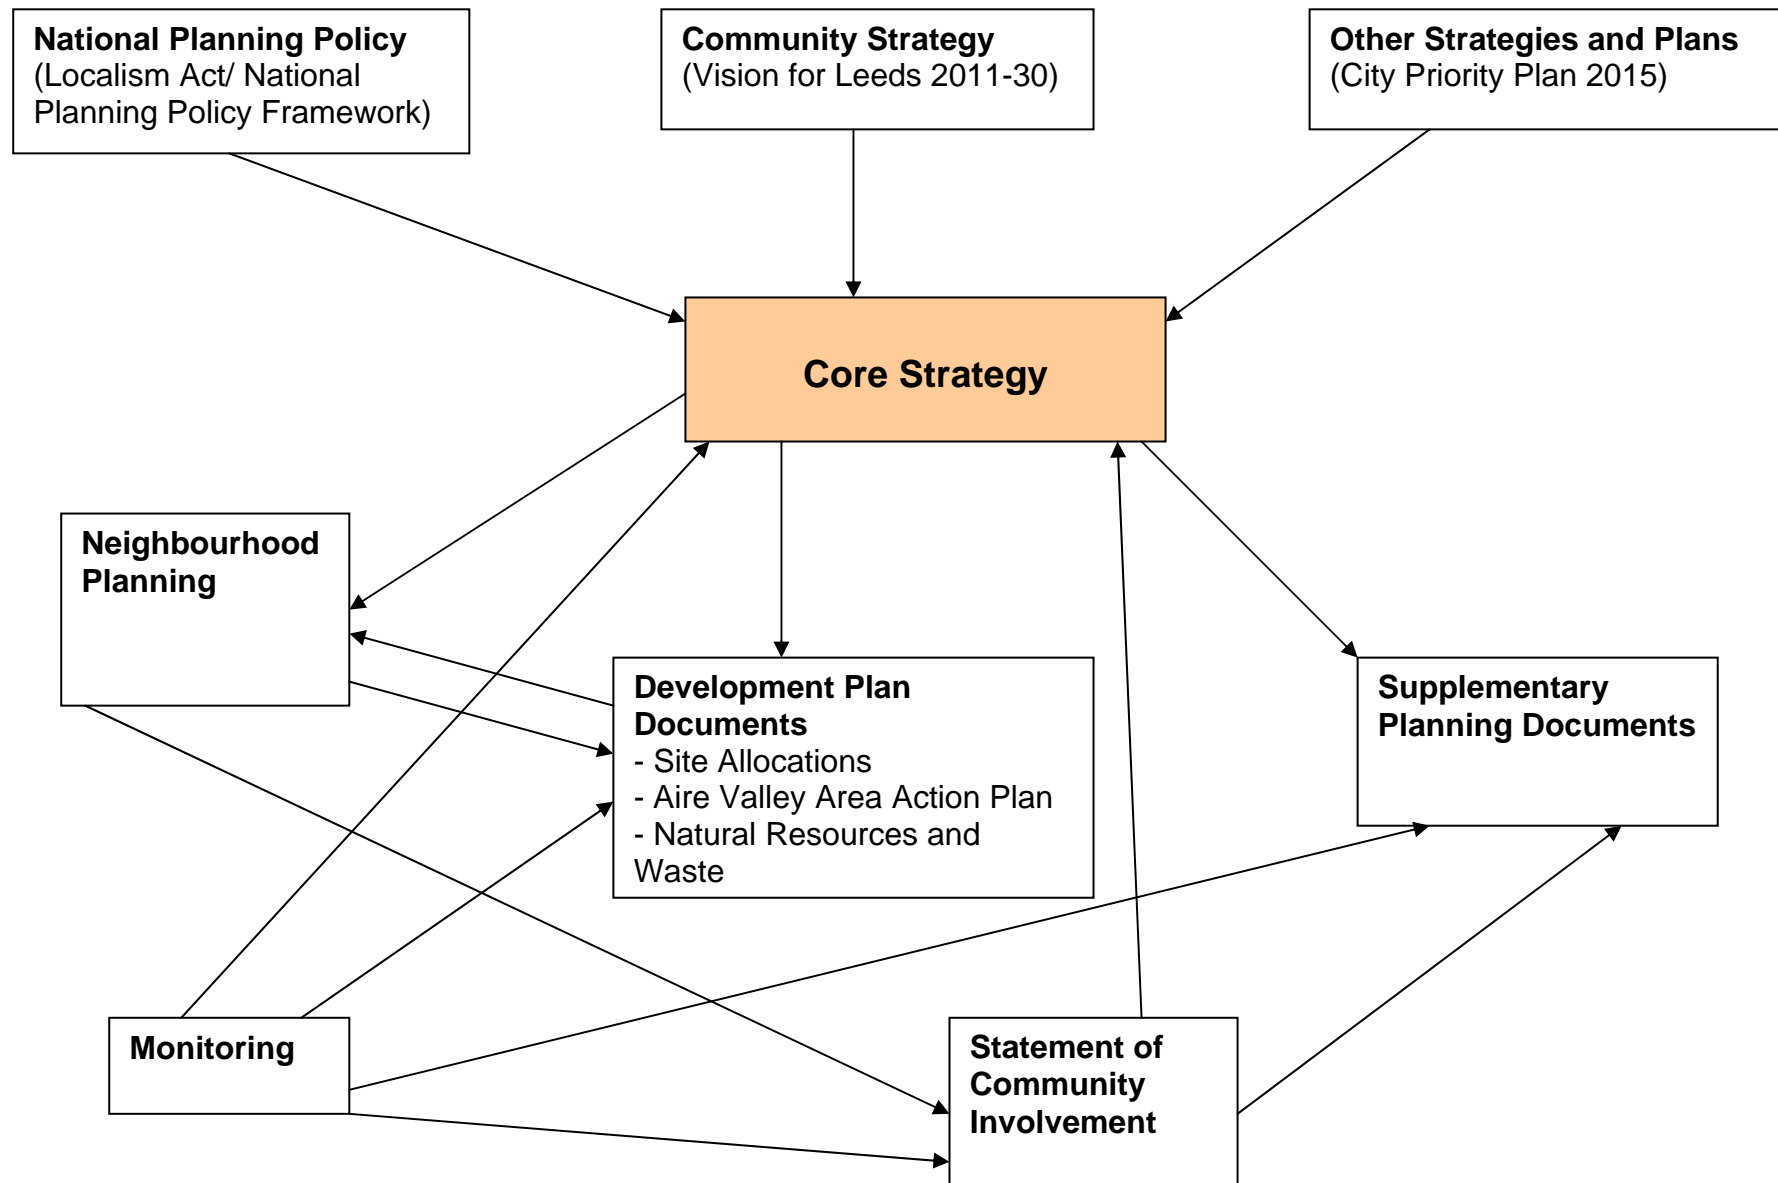 National Planning Policy
(Localism Act/ National
Planning Policy Framework)
Community Strategy
(Vision for Leeds 2011-30)
Other Strategies and Plans
(City Priority Plan 2015)
Core Strategy
Neighbourhood
Planning
Development Plan
Documents
- Site Allocations
- Aire Valley Area Action Plan
- Natural Resources and
Waste
Supplementary
Planning Documents
Monitoring
Statement of
Community
Involvement